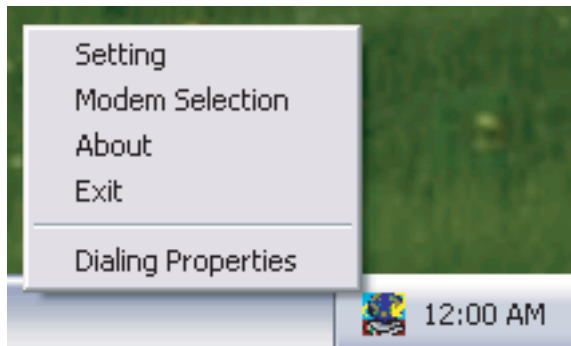 Setting
Modem Selection
About
Exit
Dialing Properties
12:00 AM